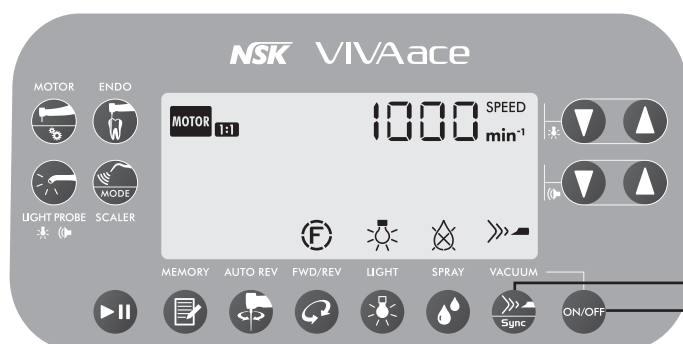 NSK VIVAace
MOTOR ENDO
MOTOR 1:1 1000 SPEED
min-1
MODE
LIGHT PROBE SCALER
F
MEMORY AUTO REV FWD/REV LIGHT SPRAY VACUUM
Sync ON/OFF